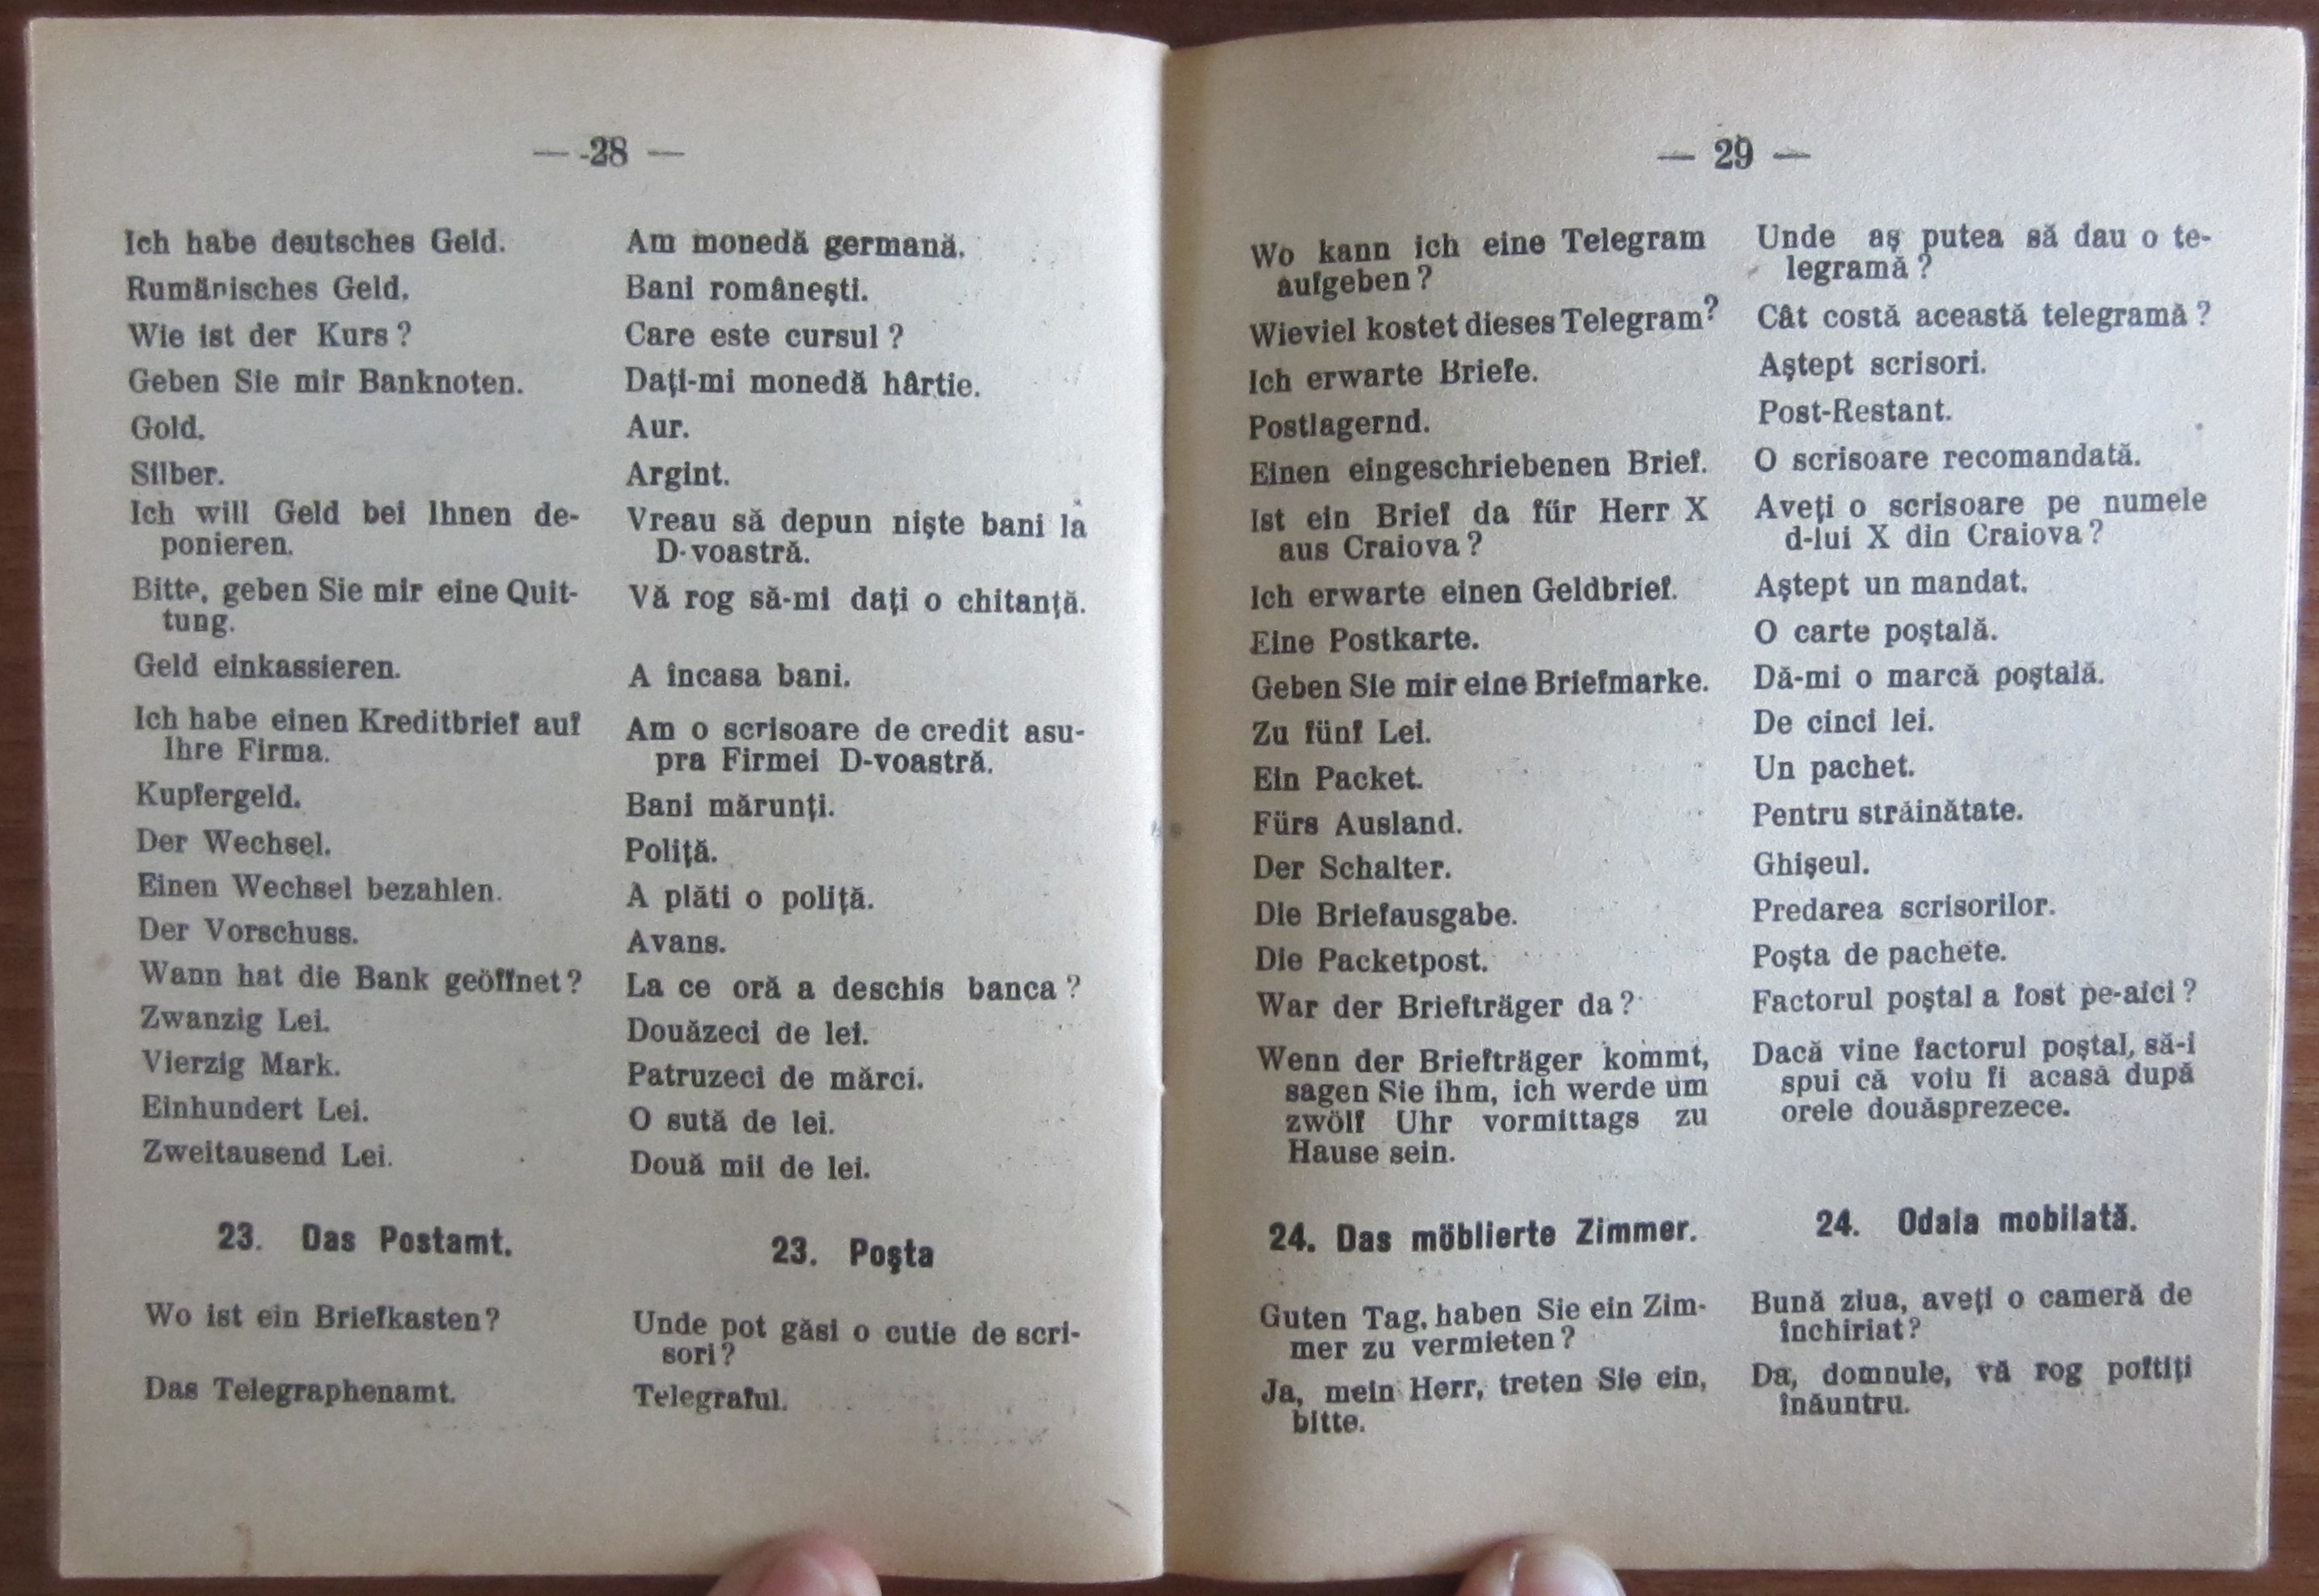 — 28 —
Ich habe deutsches Geld.
Rumänisches Geld.
Wie ist der Kurs?
Geben Sie mir Banknoten.
Gold.
Silber.
Ich will Geld bei Ihnen de-
ponieren.
Bitte, geben Sie mir eine Quit-
tung.
Geld einkassieren.
Ich habe einen Kreditbrief auf
Ihre Firma.
Kupfergeld.
Der Wechsel.
Einen Wechsel bezahlen.
Der Vorschuss.
Wann hat die Bank geöffnet?
Zwanzig Lei.
Vierzig Mark.
Einhundert Lei.
Zweitausend Lei.
23. Das Postamt.
Wo ist ein Briefkasten?
Das Telegraphenamt.
Am monedă germană.
Bani românești.
Care este cursul?
Dați-mi monedă hârtie.
Aur.
Argint.
Vreau să depun niște bani la
D-voastră.
Vă rog să-mi dați o chitanță.
A încasa bani.
Am o scrisoare de credit asu-
pra Firmei D-voastră.
Bani mărunți.
Poliță.
A plăti o poliță.
Avans.
La ce oră a deschis banca?
Douăzeci de lei.
Patruzeci de mărci.
O sută de lei.
Două mii de lei.
23. Poșta
Unde pot găsi o cutie de scri-
sori?
Telegraful.
— 29 —
Wo kann ich eine Telegram
aufgeben?
Wieviel kostet dieses Telegram?
Ich erwarte Briefe.
Postlagernd.
Einen eingeschriebenen Brief.
Ist ein Brief da für Herr X
aus Craiova?
Ich erwarte einen Geldbrief.
Eine Postkarte.
Geben Sie mir eine Briefmarke.
Zu fünf Lei.
Ein Packet.
Fürs Ausland.
Der Schalter.
Die Briefausgabe.
Die Packetpost.
War der Briefträger da?
Wenn der Briefträger kommt,
sagen Sie ihm, ich werde um
zwölf Uhr vormittags zu
Hause sein.
24. Das möblierte Zimmer.
Guten Tag, haben Sie ein Zim-
mer zu vermieten?
Ja, mein Herr, treten Sie ein,
bitte.
Unde aș putea să dau o te-
legramă?
Cât costă această telegramă?
Aștept scrisori.
Post-Restant.
O scrisoare recomandată.
Aveți o scrisoare pe numele
d-lui X din Craiova?
Aștept un mandat.
O carte poștală.
Dă-mi o marcă poștală.
De cinci lei.
Un pachet.
Pentru străinătate.
Ghișeul.
Predarea scrisorilor.
Poșta de pachete.
Factorul poștal a fost pe-aici?
Dacă vine factorul poștal, să-i
spui că voiu fi acasă după
orele douăsprezece.
24. Odaia mobilată.
Bună ziua, aveți o cameră de
închiriat?
Da, domnule, vă rog poftiți
înăuntru.